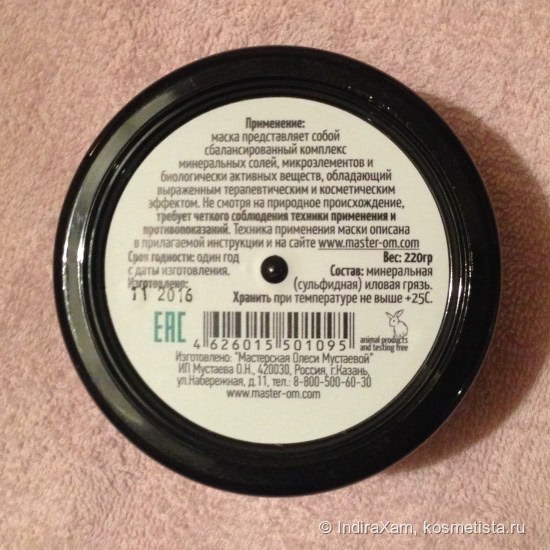 Применение:
маска представляет собой
сбалансированный комплекс
минеральных солей, микроэлементов и
биологически активных веществ, обладающий
выраженным терапевтическим и косметическим
эффектом. Не смотря на природное происхождение,
требует четкого соблюдения техники применения и
противопоказаний. Техника применения маски описана
в прилагаемой инструкции и на сайте www.master-om.com
Срок годности: один год
с даты изготовления.
Изготовлено:
11 2016
Вес: 220гр
Состав: минеральная
(сульфидная) иловая грязь.
Хранить при температуре не выше +25С.
EAC
4 626015 501095
animal products
and testing free
Изготовлено: "Мастерская Олеси Мустаевой"
ИП Мустаева О.Н., 420030, Россия, г.Казань,
ул.Набережная, д.11, тел.: 8-800-500-60-30
www.master-om.com
© IndiraXam, kosmetista.ru